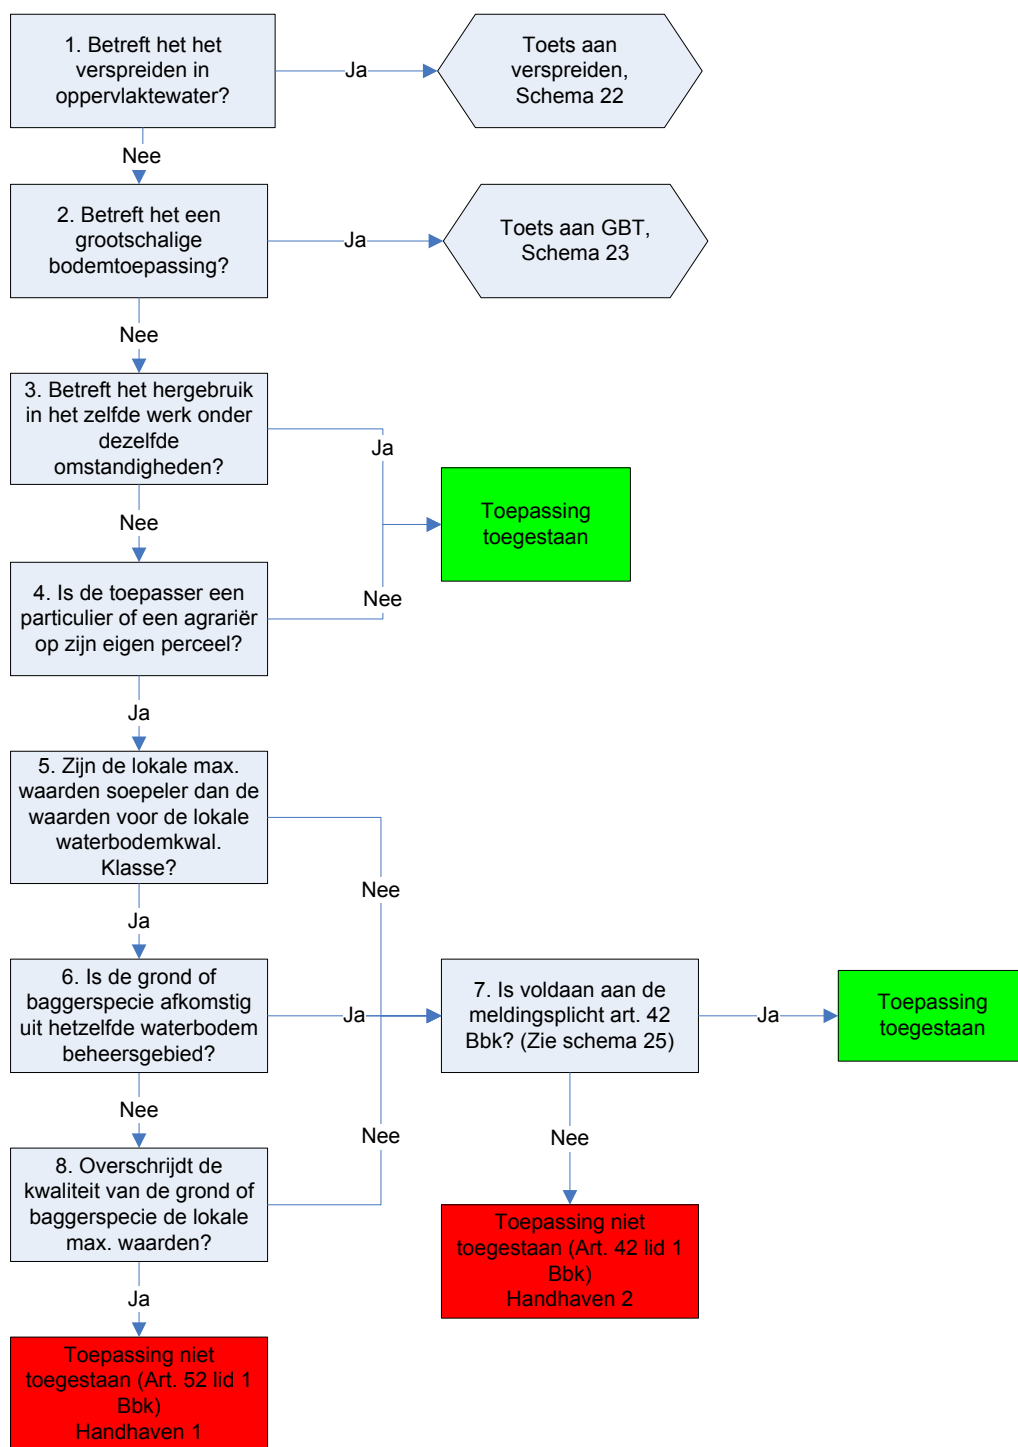 1. Betreft het het
verspreiden in
oppervlaktewater?
Ja
Toets aan
verspreiden,
Schema 22
Nee
2. Betreft het een
grootschalige
bodemtoepassing?
Ja
Toets aan GBT,
Schema 23
Nee
3. Betreft het hergebruik
in het zelfde werk onder
dezelfde
omstandigheden?
Ja
Toepassing
toegestaan
Nee
4. Is de toepasser een
particulier of een agrariër
op zijn eigen perceel?
Nee
Ja
5. Zijn de lokale max.
waarden soepeler dan de
waarden voor de lokale
waterbodemkwal.
Klasse?
Nee
Ja
6. Is de grond of
baggerspecie afkomstig
uit hetzelfde waterbodem
beheersgebied?
Ja
7. Is voldaan aan de
meldingsplicht art. 42
Bbk? (Zie schema 25)
Ja
Toepassing
toegestaan
Nee
Nee
Nee
8. Overschrijdt de
kwaliteit van de grond of
baggerspecie de lokale
max. waarden?
Toepassing niet
toegestaan (Art. 42 lid 1
Bbk)
Handhaven 2
Ja
Toepassing niet
toegestaan (Art. 52 lid 1
Bbk)
Handhaven 1